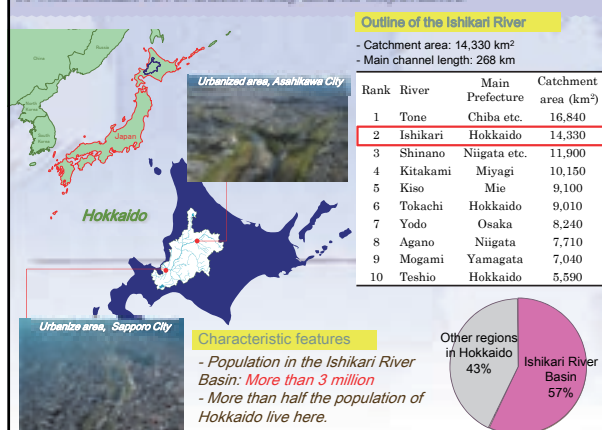 Outline of the Ishikari River
- Catchment area: 14,330 km²
- Main channel length: 268 km
Rank River Main Prefecture Catchment area (km²)
1 Tone Chiba etc. 16,840
2 Ishikari Hokkaido 14,330
3 Shinano Niigata etc. 11,900
4 Kitakami Miyagi 10,150
5 Kiso Mie 9,100
6 Tokachi Hokkaido 9,010
7 Yodo Osaka 8,240
8 Agano Niigata 7,710
9 Mogami Yamagata 7,040
10 Teshio Hokkaido 5,590
China
Russia
North Korea
South Korea
Japan
Urbanized area, Asahikawa City
Hokkaido
Urbanize area, Sapporo City
Characteristic features
- Population in the Ishikari River
Basin: More than 3 million
- More than half the population of
Hokkaido live here.
Other regions
in Hokkaido
43%
Ishikari River
Basin
57%